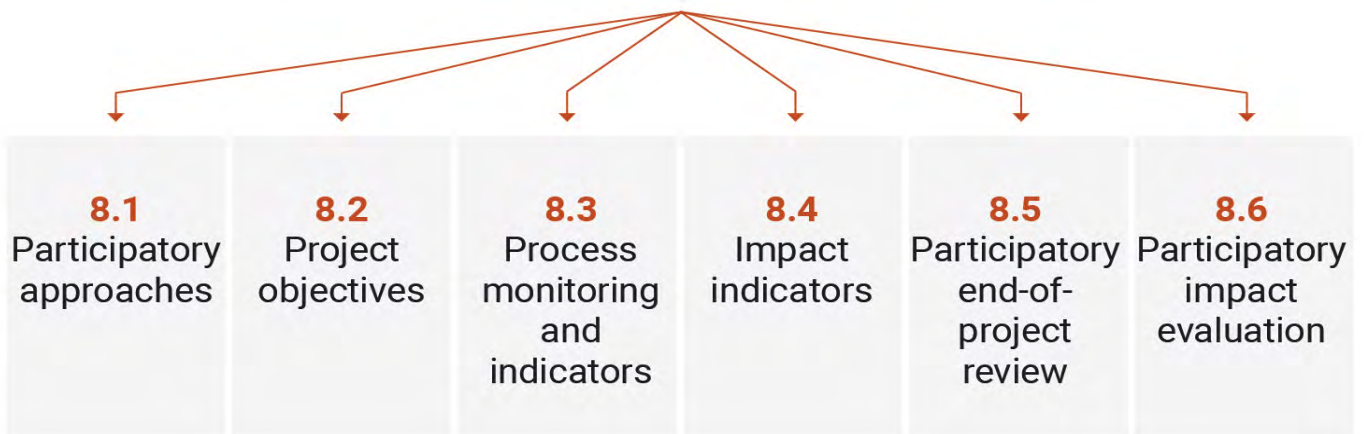 8.1
Participatory
approaches
8.2
Project
objectives
8.3
Process
monitoring
and
indicators
8.4
Impact
indicators
8.5
Participatory
end-of-
project
review
8.6
Participatory
impact
evaluation